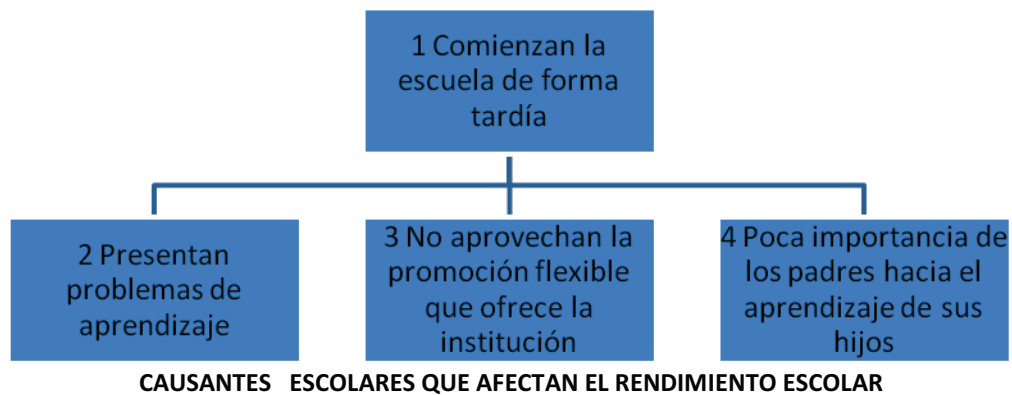 1 Comienzan la
escuela de forma
tardía
2 Presentan
problemas de
aprendizaje
3 No aprovechan la
promoción flexible
que ofrece la
institución
4 Poca importancia de
los padres hacia el
aprendizaje de sus
hijos
CAUSANTES   ESCOLARES QUE AFECTAN EL RENDIMIENTO ESCOLAR